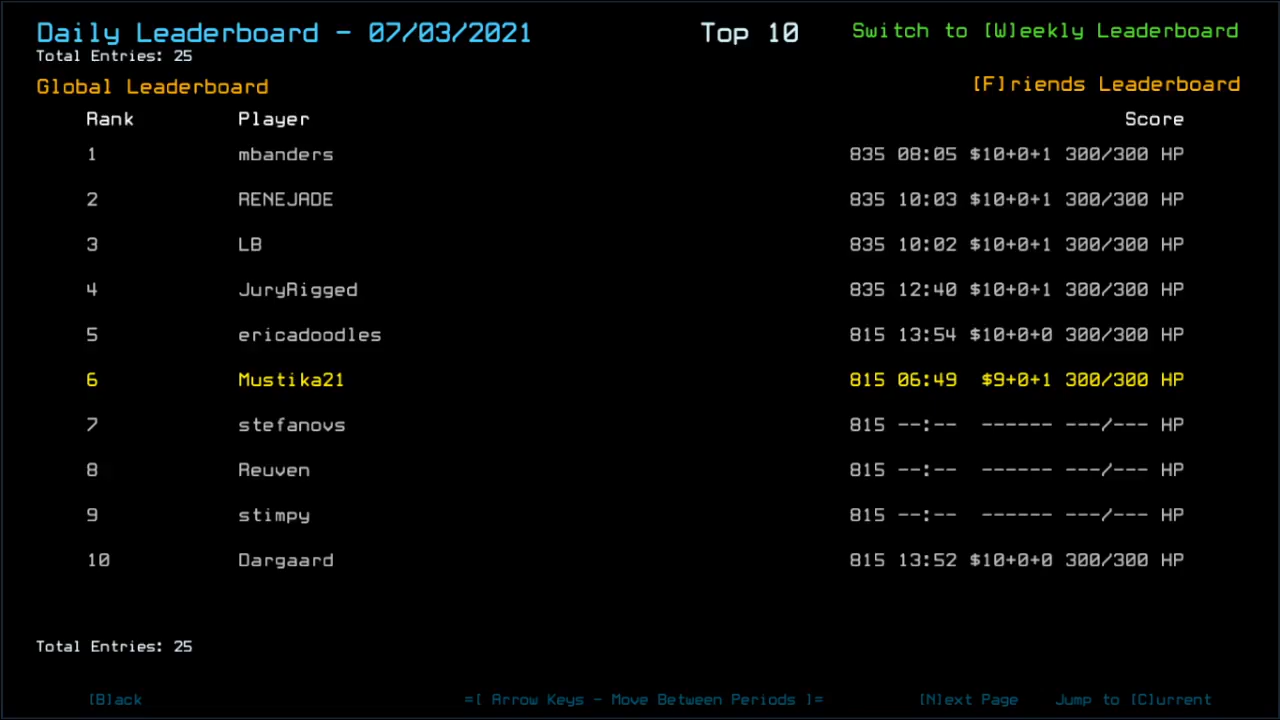 Daily Leaderboard - 07/03/2021 Top 10 Switch to [W]eekly Leaderboard
Total Entries: 25
Global Leaderboard [F]riends Leaderboard
Rank Player Score
1 mbanders 835 08:05 $10+0+1 300/300 HP
2 RENEJADE 835 10:03 $10+0+1 300/300 HP
3 LB 835 10:02 $10+0+1 300/300 HP
4 JuryRigged 835 12:40 $10+0+1 300/300 HP
5 ericadoodles 815 13:54 $10+0+0 300/300 HP
6 Mustika21 815 06:49 $9+0+1 300/300 HP
7 stefanovs 815 --:-- ------ ---/--- HP
8 Reuven 815 --:-- ------ ---/--- HP
9 stimpy 815 --:-- ------ ---/--- HP
10 Dargaard 815 13:52 $10+0+0 300/300 HP
Total Entries: 25
[B]ack =[ Arrow Keys - Move Between Periods ]= [N]ext Page Jump to [C]urrent